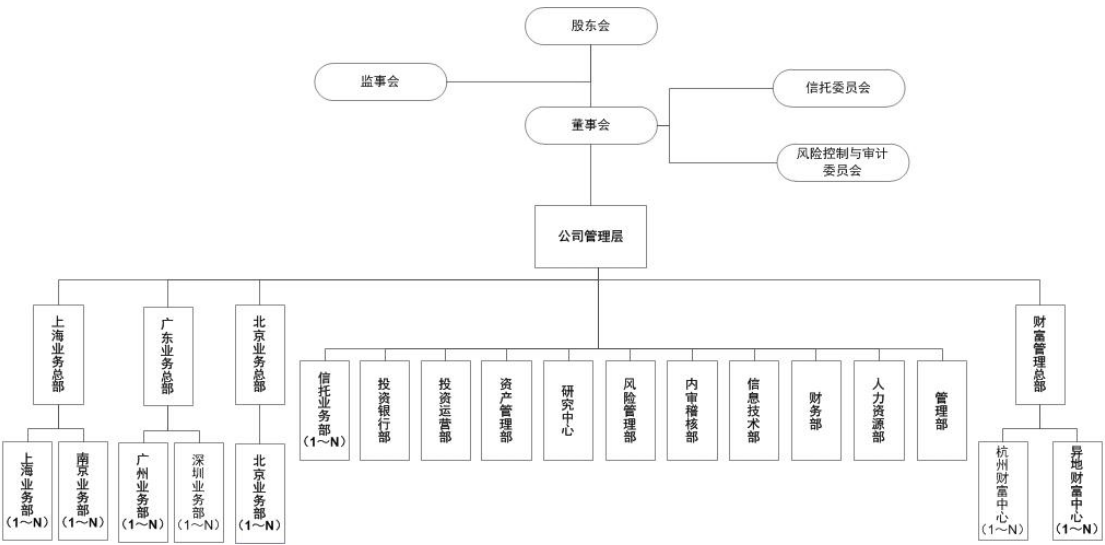 股东会
监事会
信托委员会
董事会
风险控制与审计
委员会
公司管理层
上海业务总部
广东业务总部
北京业务总部
财富管理总部
信托业务部
（1～N）
投资银行部
投资运营部
资产管理部
研究中心
风险管理部
内审稽核部
信息技术部
财务部
人力资源部
管理部
上海业务部
（1～N）
南京业务部
（1～N）
广州业务部
（1～N）
深圳业务部
（1～N）
北京业务部
（1～N）
杭州财富中心
（1～N）
异地财富中心
（1～N）